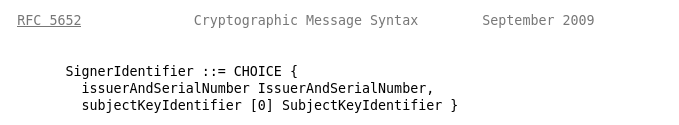 RFC 5652 Cryptographic Message Syntax September 2009
SignerIdentifier ::= CHOICE {
issuerAndSerialNumber IssuerAndSerialNumber,
subjectKeyIdentifier [0] SubjectKeyIdentifier }